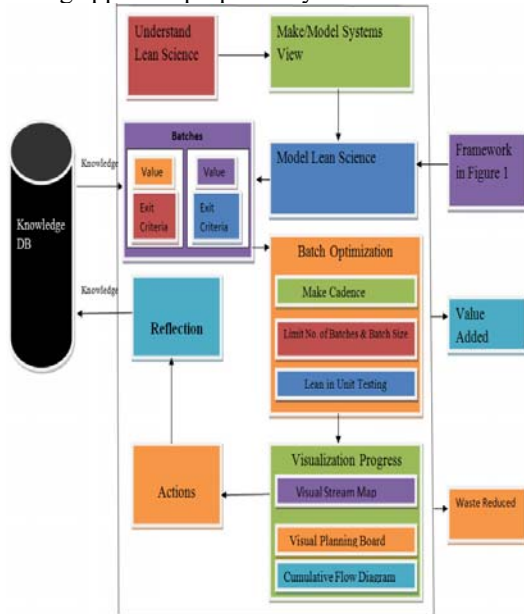 Understand
Lean Science
Make/Model Systems
View
Batches
Value
Exit
Criteria
Value
Exit
Criteria
Model Lean Science
Framework
in Figure 1
Knowledge
Knowledge
DB
Knowledge
Reflection
Batch Optimization
Make Cadence
Limit No. of Batches & Batch Size
Lean in Unit Testing
Value
Added
Actions
Visualization Progress
Visual Stream Map
Visual Planning Board
Cumulative Flow Diagram
Waste Reduced